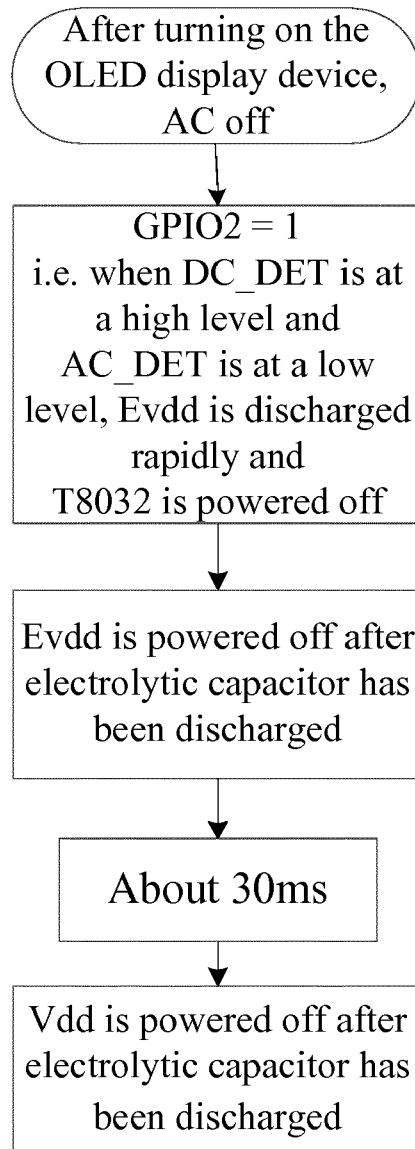 After turning on the
OLED display device,
AC off
GPIO2 = 1
i.e. when DC_DET is at
a high level and
AC_DET is at a low
level, Evdd is discharged
rapidly and
T8032 is powered off
Evdd is powered off after
electrolytic capacitor has
been discharged
About 30ms
Vdd is powered off after
electrolytic capacitor has
been discharged